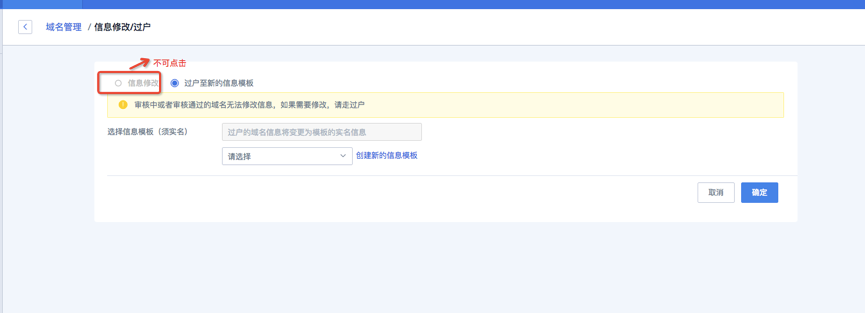 域名管理 / 信息修改/过户
不可点击
信息修改 过户至新的信息模板
审核中或者审核通过的域名无法修改信息，如果需要修改，请走过户
选择信息模板（须实名） 过户的域名信息将变更为模板的实名信息
请选择 创建新的信息模板
取消 确定